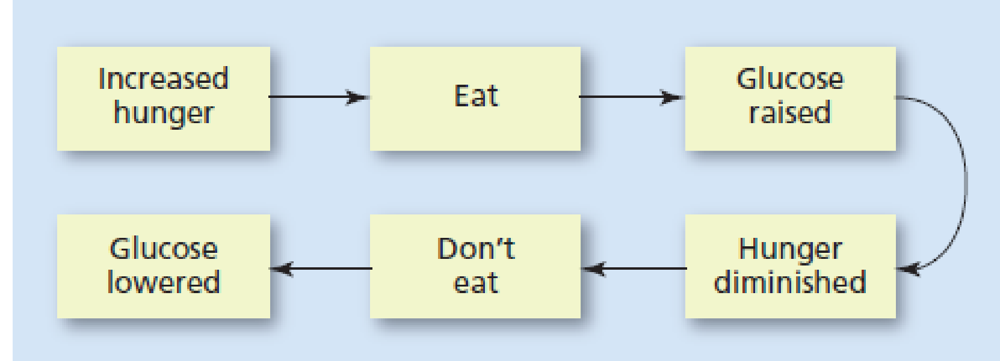 Increased
hunger
Eat
Glucose
raised
Hunger
diminished
Don't
eat
Glucose
lowered